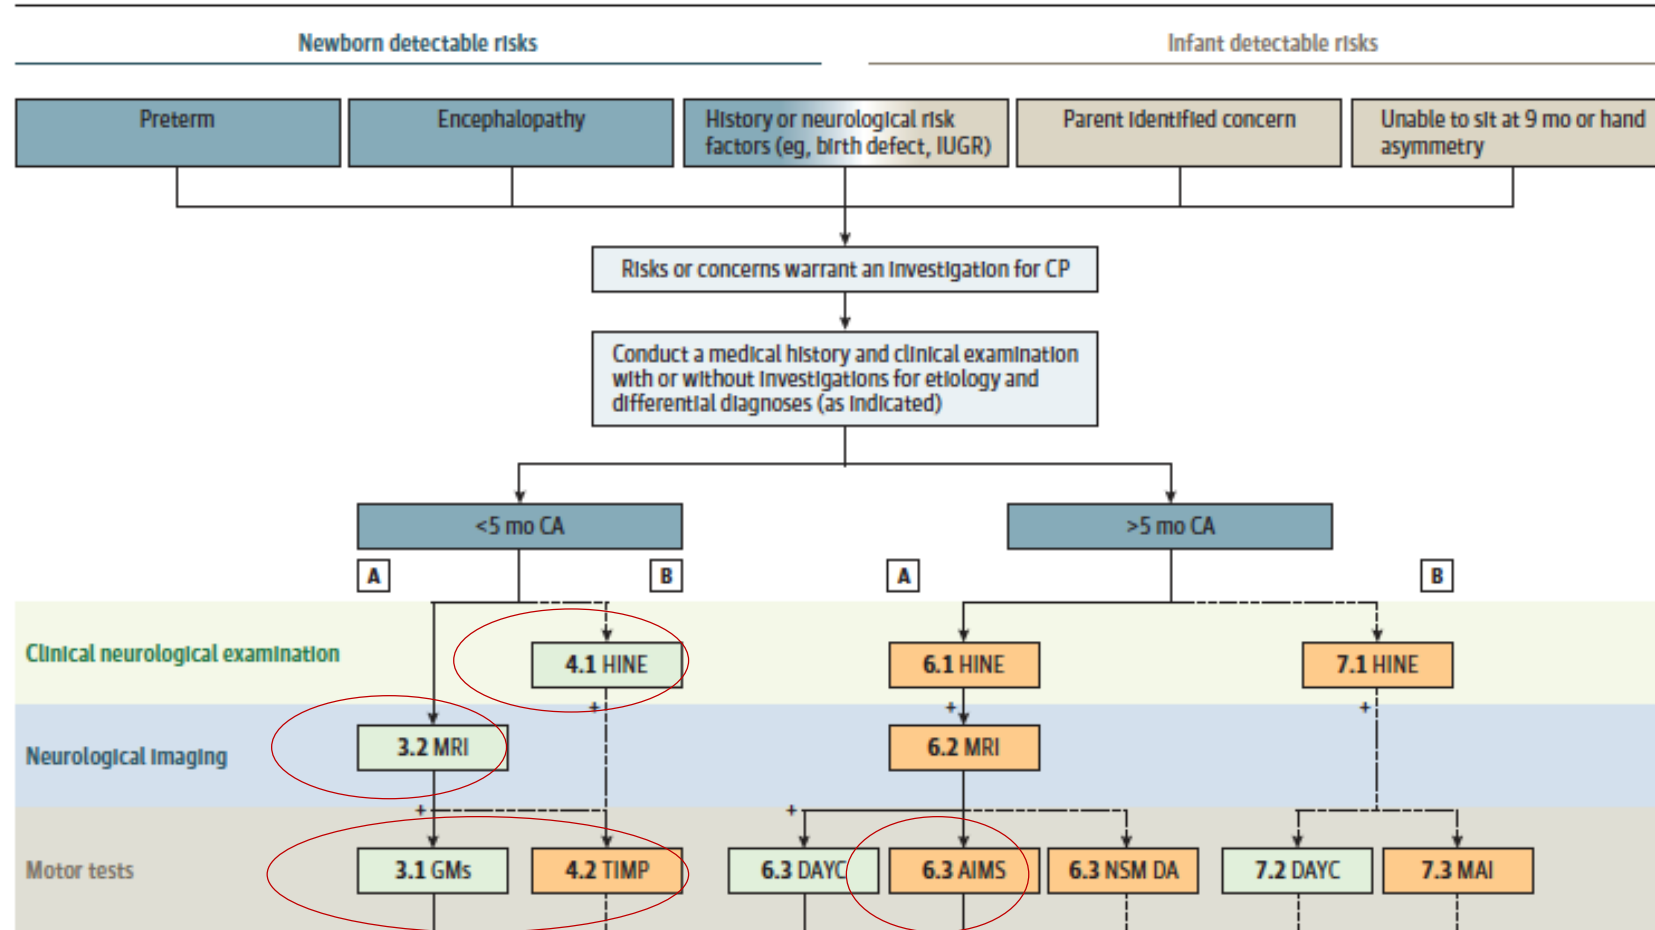 Newborn detectable risks
Infant detectable risks
Preterm
Encephalopathy
History or neurological risk
factors (eg, birth defect, IUGR)
Parent identified concern
Unable to sit at 9 mo or hand
asymmetry
Risks or concerns warrant an investigation for CP
Conduct a medical history and clinical examination
with or without investigations for etiology and
differential diagnoses (as indicated)
<5 mo CA
>5 mo CA
A
B
A
B
Clinical neurological examination
4.1 HINE
6.1 HINE
7.1 HINE
+
+
+
Neurological imaging
3.2 MRI
6.2 MRI
+
+
Motor tests
3.1 GMs
4.2 TIMP
6.3 DAYC
6.3 AIMS
6.3 NSM DA
7.2 DAYC
7.3 MAI